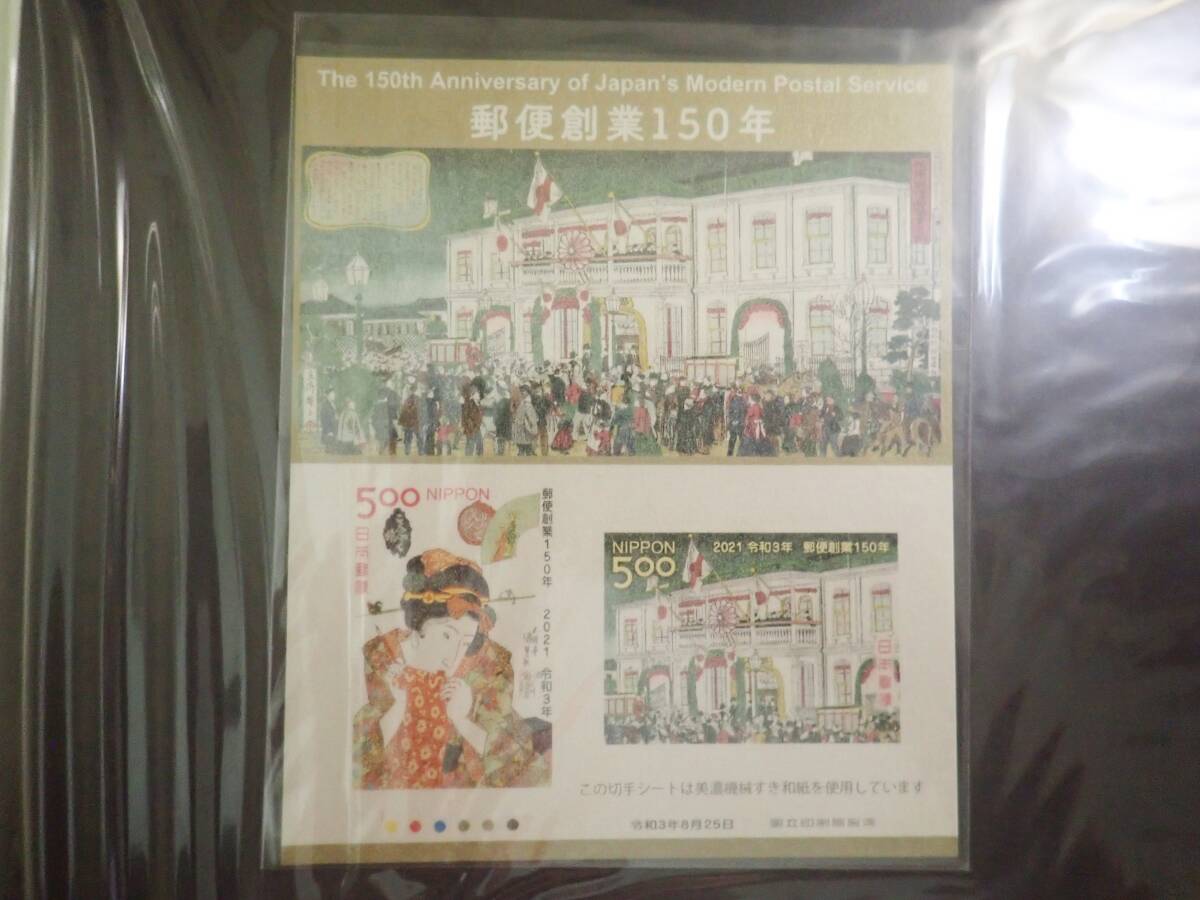 The 150th Anniversary of Japan's Modern Postal Service
郵便創業150年
500 NIPPON
日本郵便
郵便創業150年 2021 令和3年
NIPPON
500
2021 令和3年 郵便創業150年
日本郵便
この切手シートは美濃機械すき和紙を使用しています
令和3年8月25日 国立印刷局製造